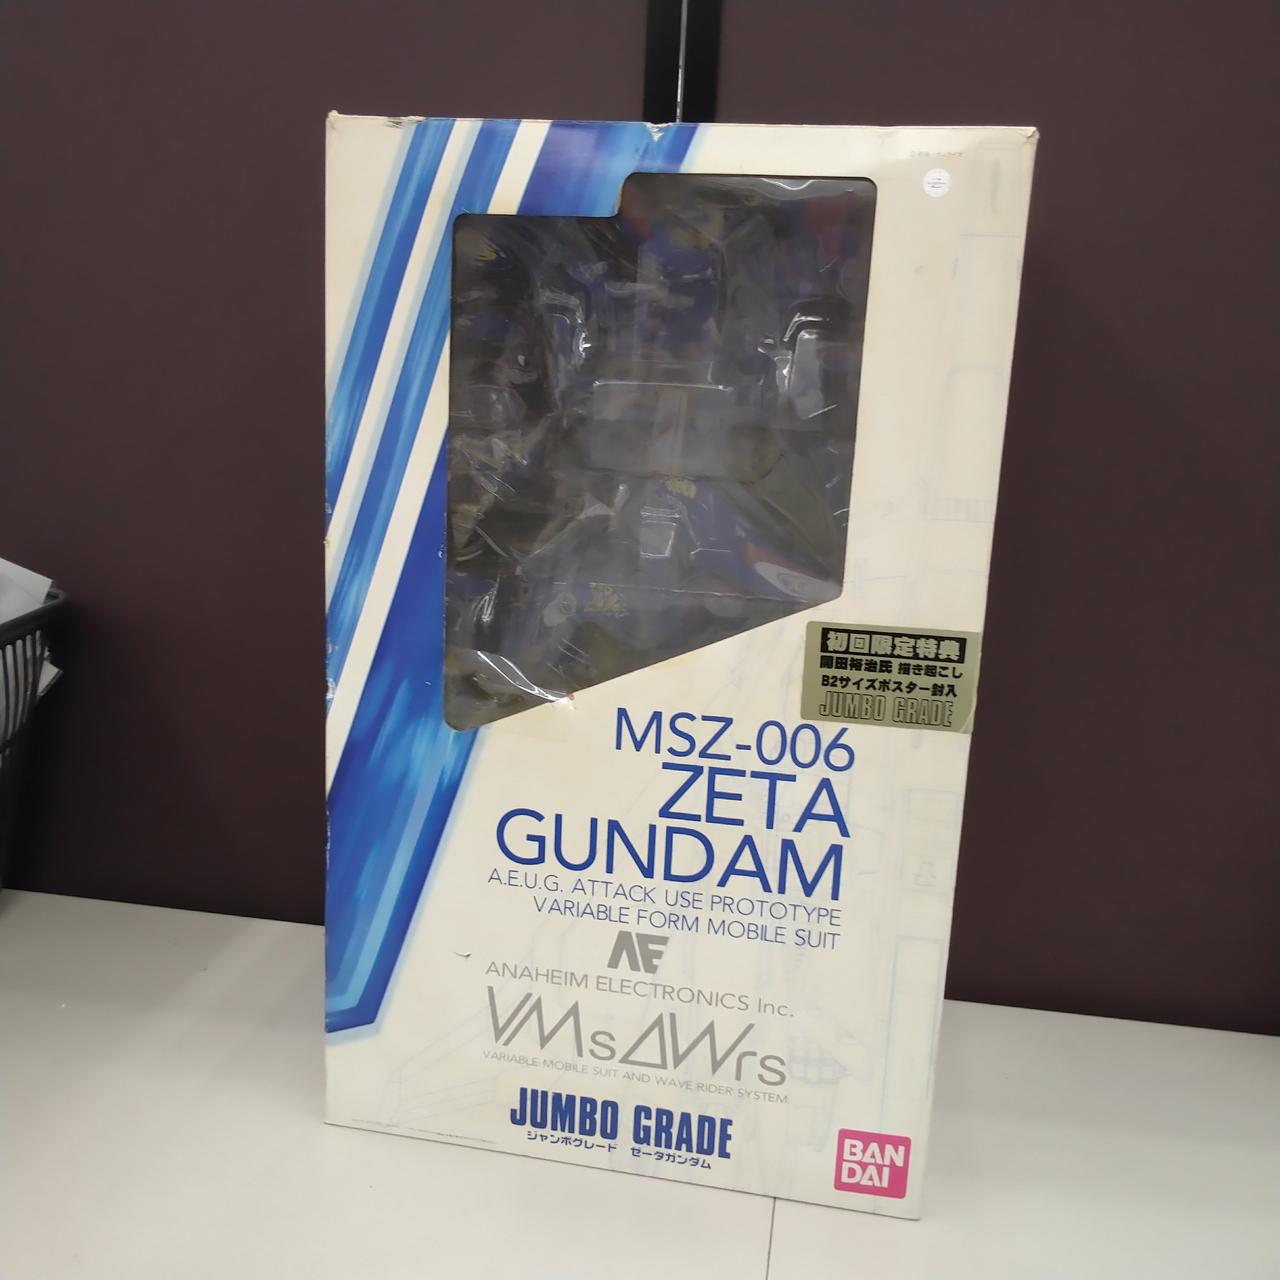 初回限定特典
開田裕治氏 描き起こし
B2サイズポスター封入
JUMBO GRADE
MSZ-006
ZETA
GUNDAM
A.E.U.G. ATTACK USE PROTOTYPE
VARIABLE FORM MOBILE SUIT
AE
ANAHEIM ELECTRONICS Inc.
VMsAWrs
VARIABLE MOBILE SUIT AND WAVE RIDER SYSTEM
JUMBO GRADE
ジャンボグレード ゼータガンダム
BAN
DAI